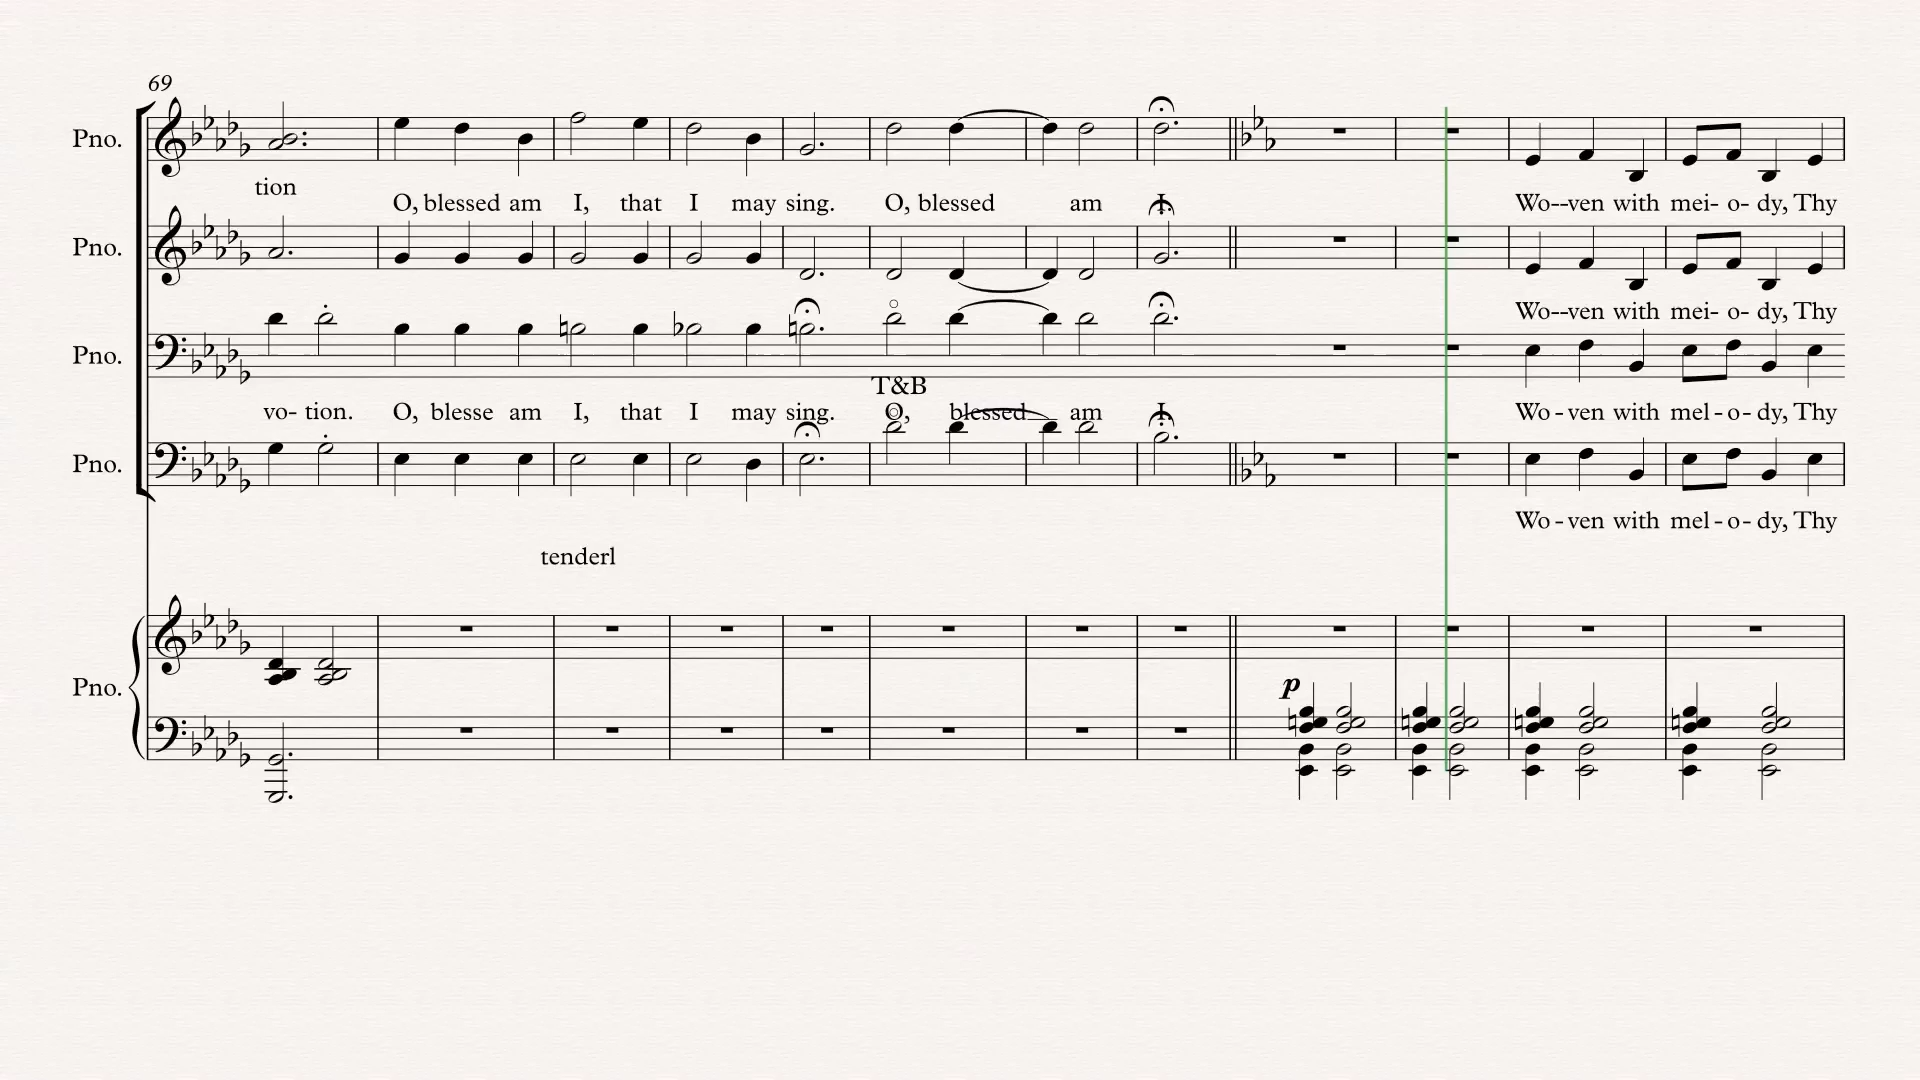 69
Pno.
tion
O, blessed am I, that I may sing. O, blessed am I.
Pno.
Wo--ven with mei- o- dy, Thy
Pno.
Wo--ven with mei- o- dy, Thy
T&B
vo- tion. O, blesse am I, that I may sing. O, blessed am I.
Wo - ven with mel - o - dy, Thy
Pno.
Wo - ven with mel - o - dy, Thy
tenderl
Pno.
p